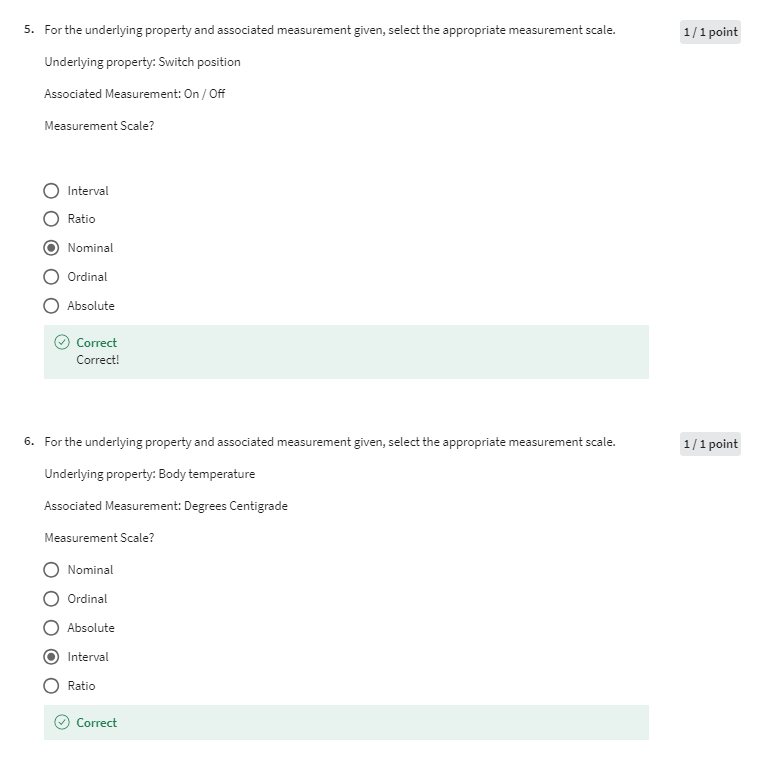 5. For the underlying property and associated measurement given, select the appropriate measurement scale.
1 / 1 point
Underlying property: Switch position
Associated Measurement: On / Off
Measurement Scale?
Interval
Ratio
Nominal
Ordinal
Absolute
Correct
Correct!
6. For the underlying property and associated measurement given, select the appropriate measurement scale.
1 / 1 point
Underlying property: Body temperature
Associated Measurement: Degrees Centigrade
Measurement Scale?
Nominal
Ordinal
Absolute
Interval
Ratio
Correct